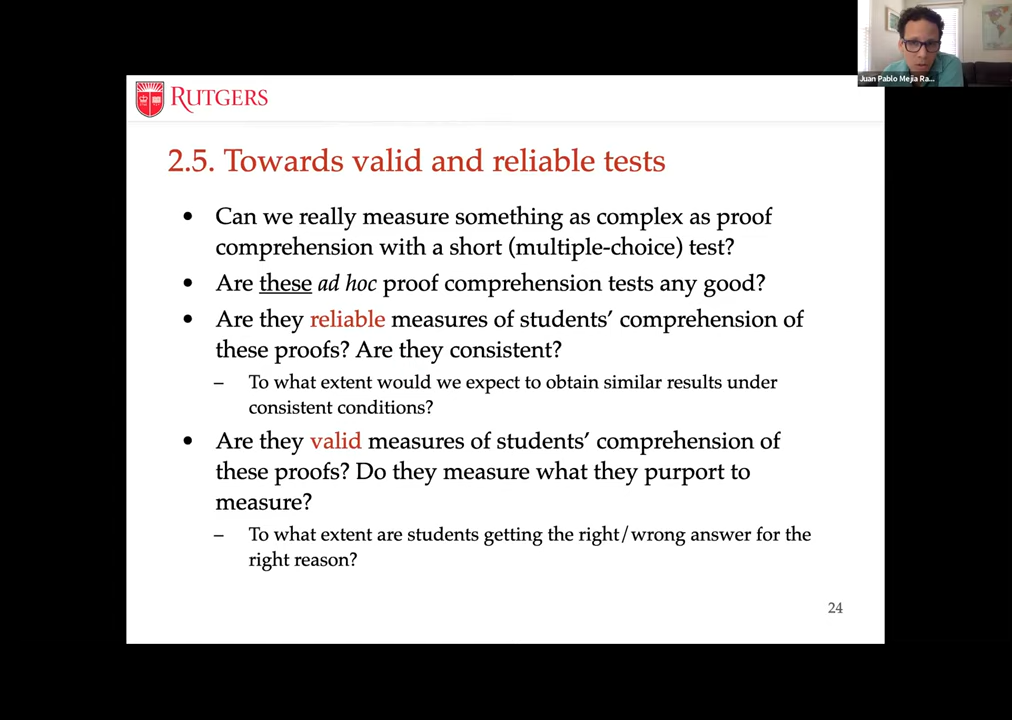 Juan Pablo Mejia Ra...
RUTGERS
2.5. Towards valid and reliable tests
• Can we really measure something as complex as proof
comprehension with a short (multiple-choice) test?
• Are these ad hoc proof comprehension tests any good?
• Are they reliable measures of students’ comprehension of
these proofs? Are they consistent?
– To what extent would we expect to obtain similar results under
consistent conditions?
• Are they valid measures of students’ comprehension of
these proofs? Do they measure what they purport to
measure?
– To what extent are students getting the right/wrong answer for the
right reason?
24